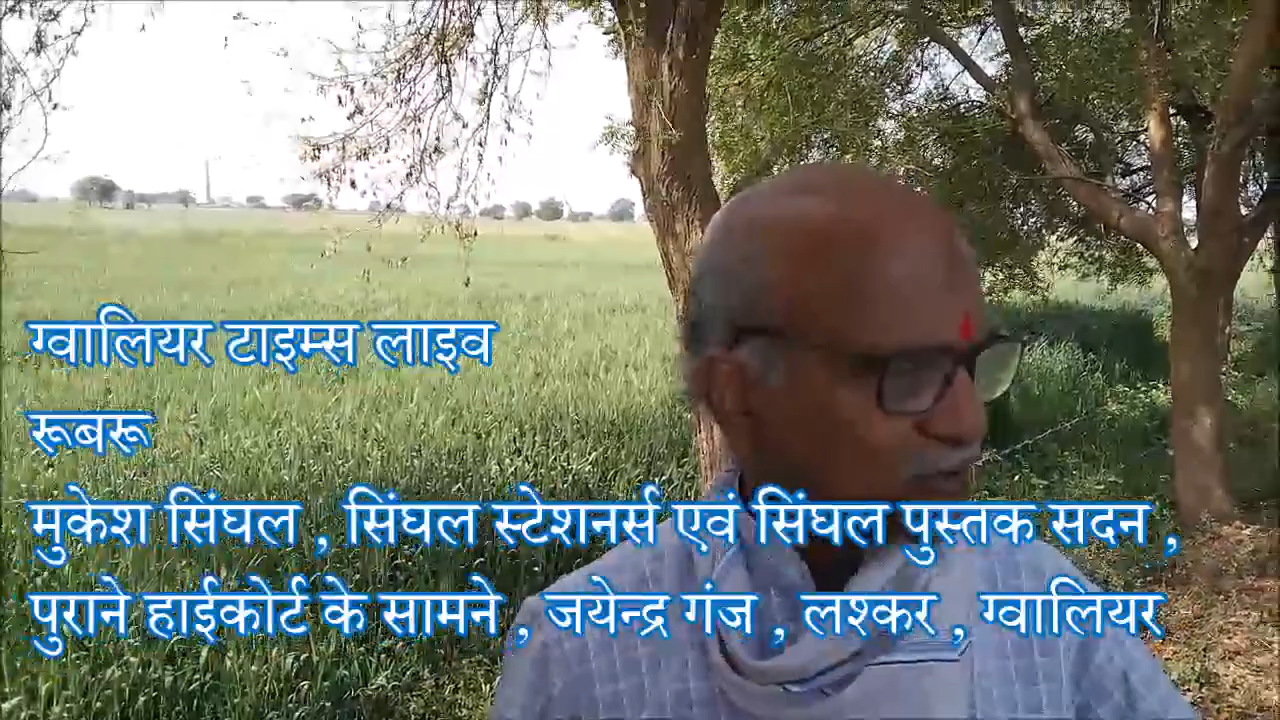 ग्वालियर टाइम्स लाइव
रूबरू
मुकेश सिंघल , सिंघल स्टेशनर्स एवं सिंघल पुस्तक सदन ,
पुराने हाईकोर्ट के सामने , जयेन्द्र गंज , लश्कर , ग्वालियर